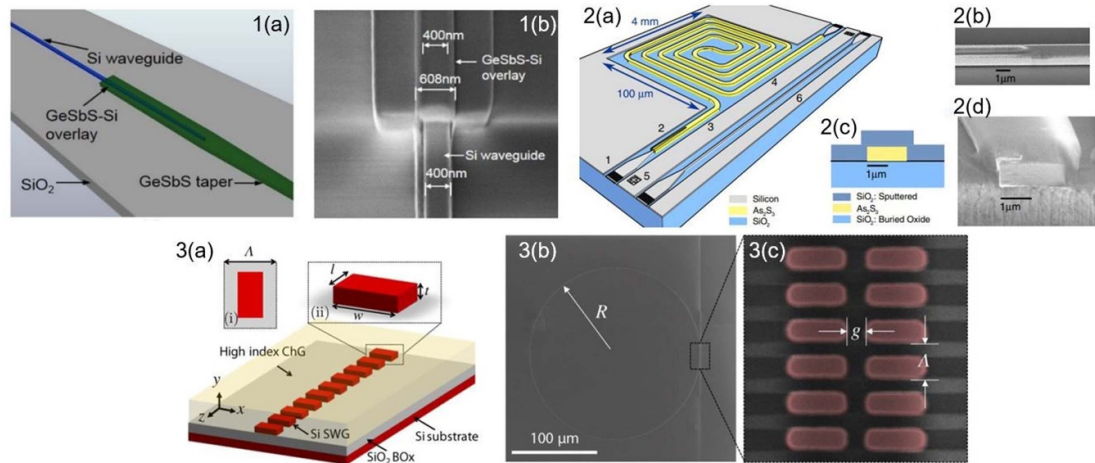 1(a)
Si waveguide
GeSbS-Si
overlay
SiO2
GeSbS taper
1(b)
400nm
GeSbS-Si
overlay
608nm
Si waveguide
400nm
2(a)
4 mm
100 µm
1
2
3
4
5
6
Silicon
As2S3
SiO2
2(b)
1µm
2(c)
1µm
SiO2: Sputtered
As2S3
SiO2: Buried Oxide
2(d)
1µm
3(a)
Λ
(i)
l
t
(ii)
w
High index ChG
y
x
z
Si SWG
SiO2 BOx
Si substrate
3(b)
R
100 µm
3(c)
g
Λ